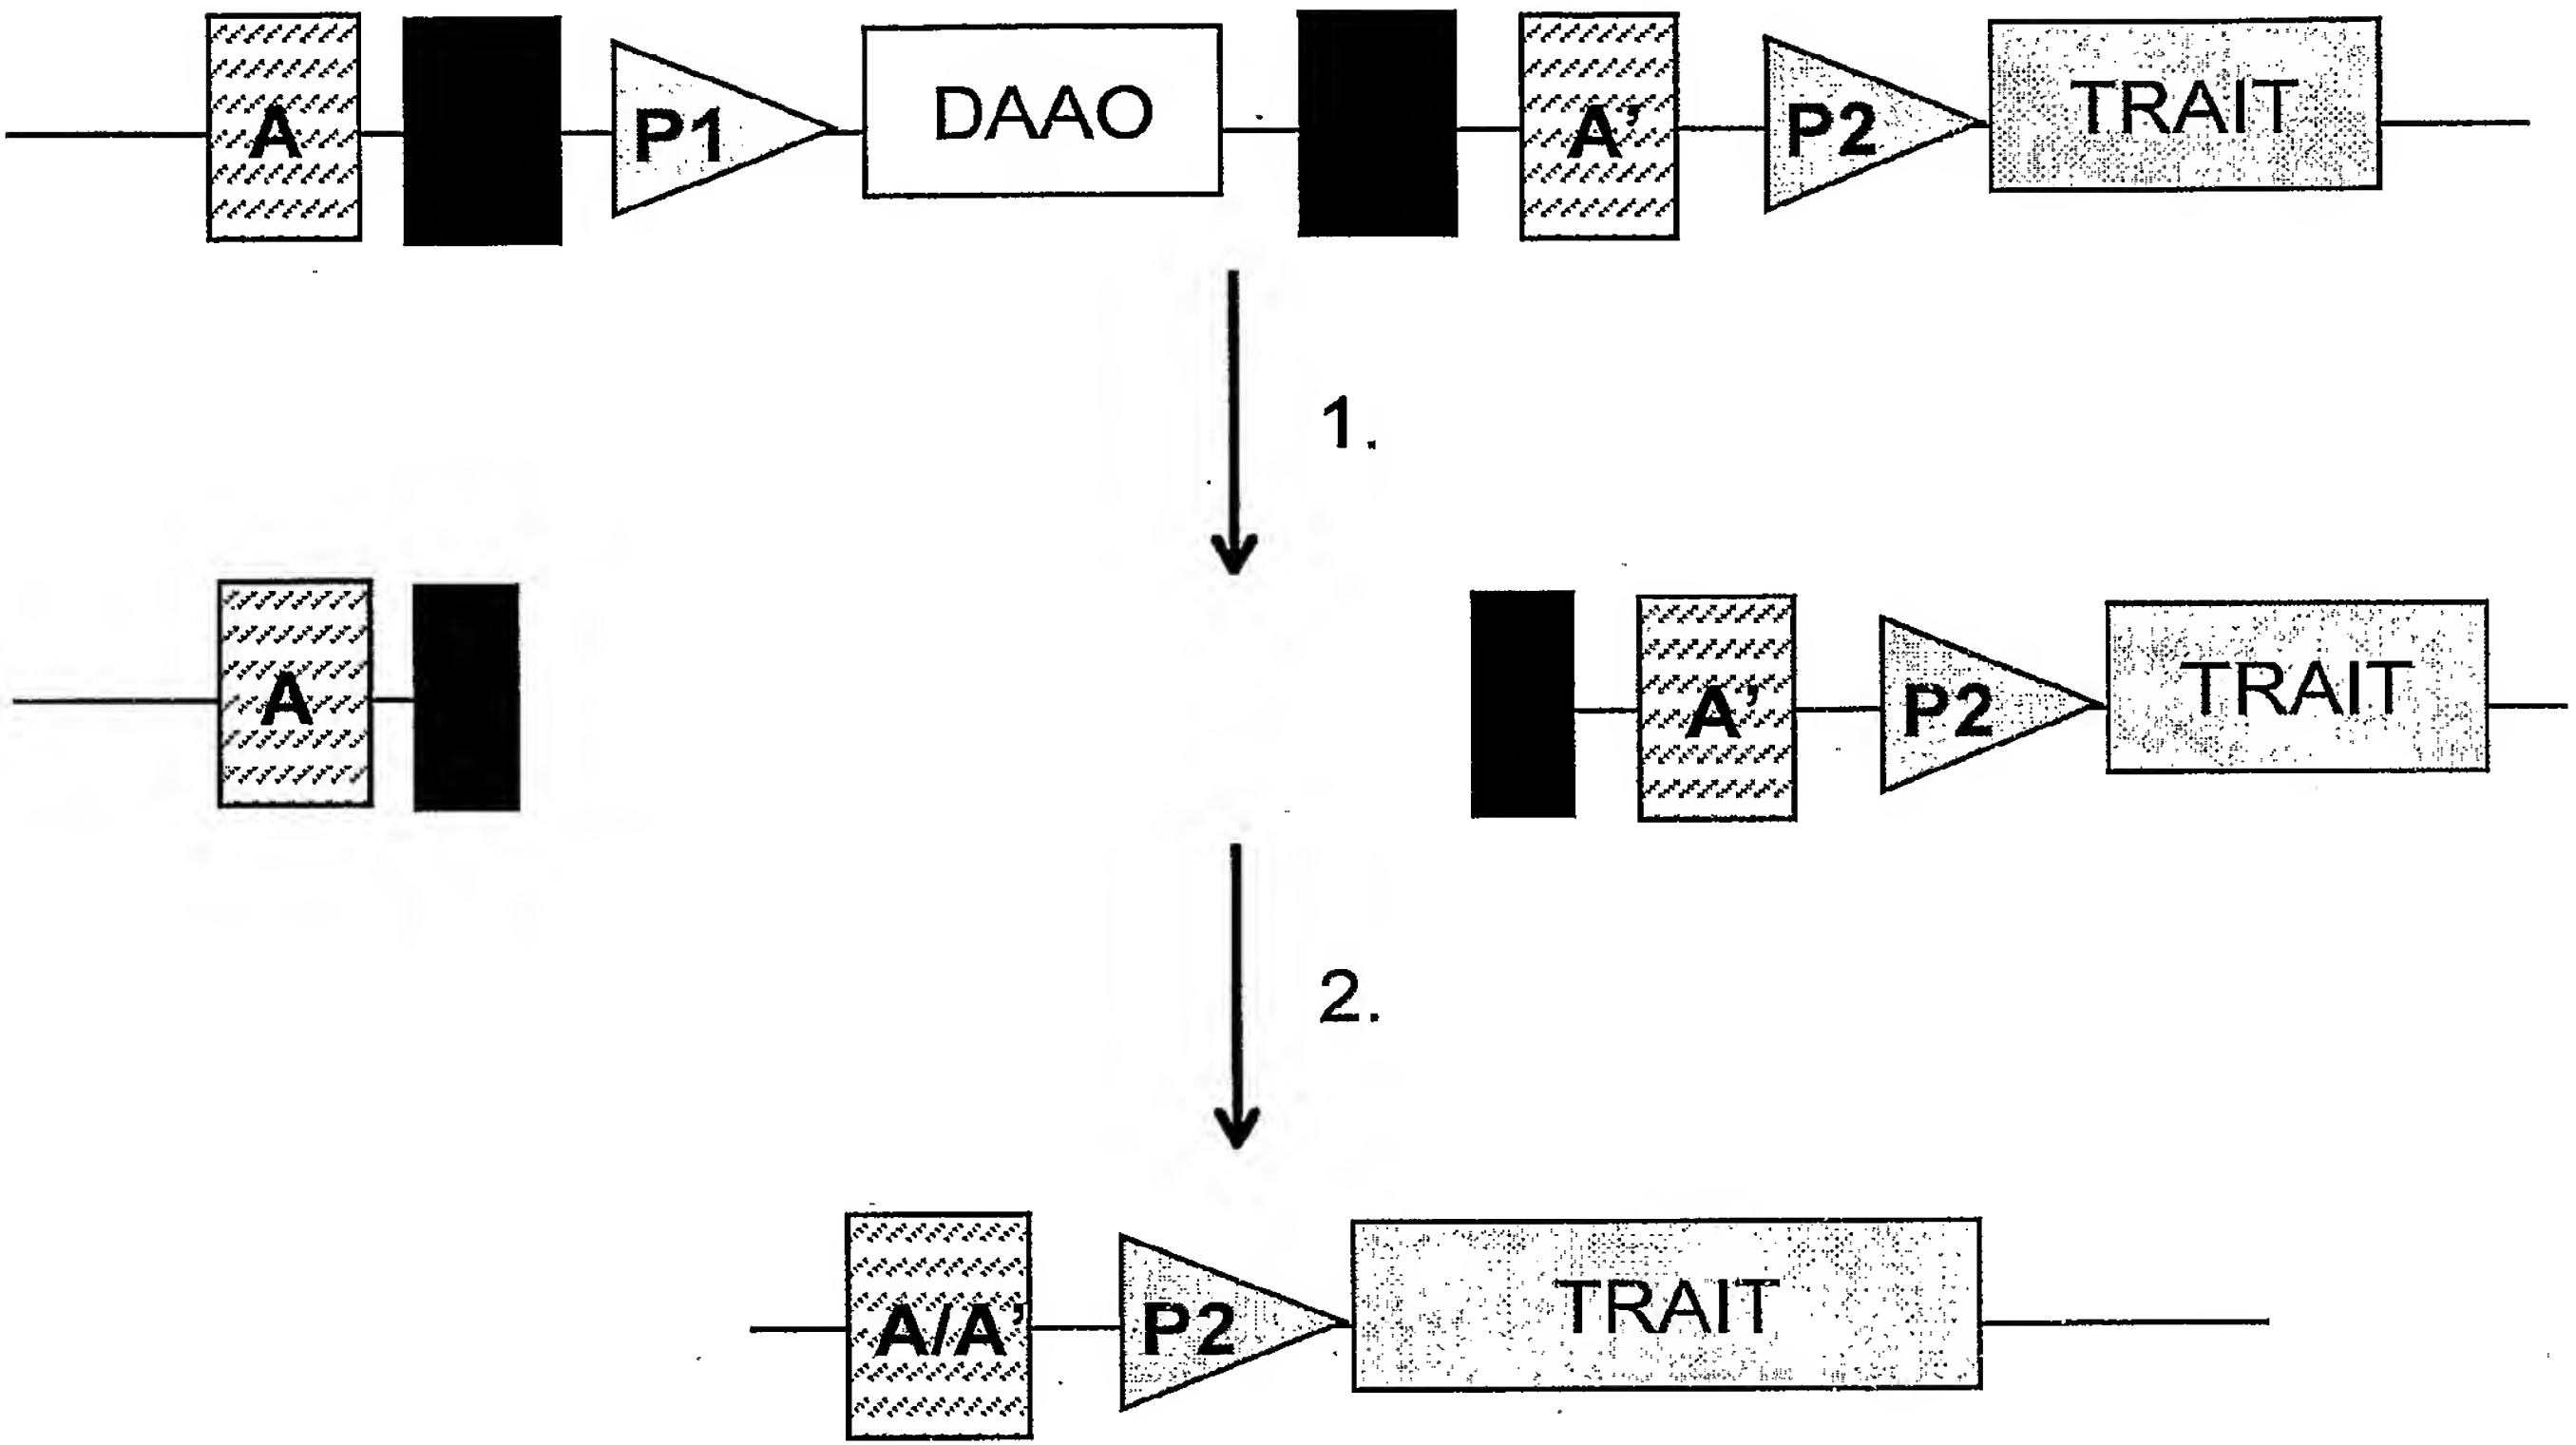 A P1 DAAO A’ P2 TRAIT
1.
A A’ P2 TRAIT
2.
A/A’ P2 TRAIT